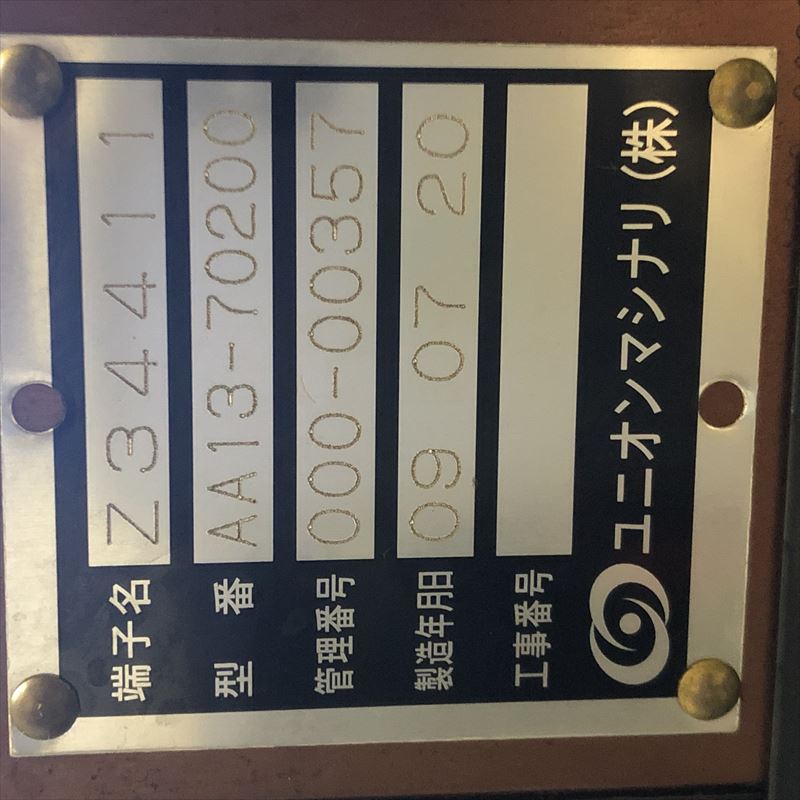 端子名 Z34411
型番 AA13-70200
管理番号 000-00357
製造年月日 09 07 20
工事番号
ユニオンマシナリ(株)